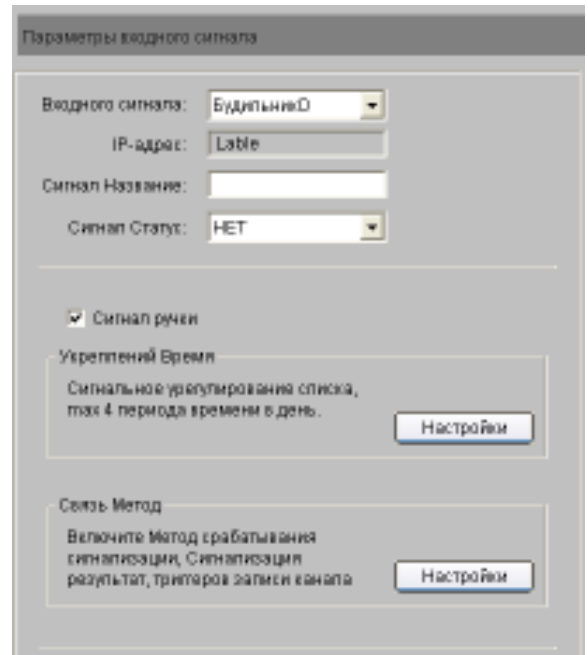 Параметры входного сигнала
Входного сигнала: Будильник0
IP-адрес: Lable
Сигнал Название:
Сигнал Статус: НЕТ
Сигнал ручки
Укреплений Время
Сигнальное урегулирование списка,
max 4 периода времени в день.
Настройки
Связь Метод
Включите Метод срабатывания
сигнализации, Сигнализация
результат, триггеров записи канала
Настройки